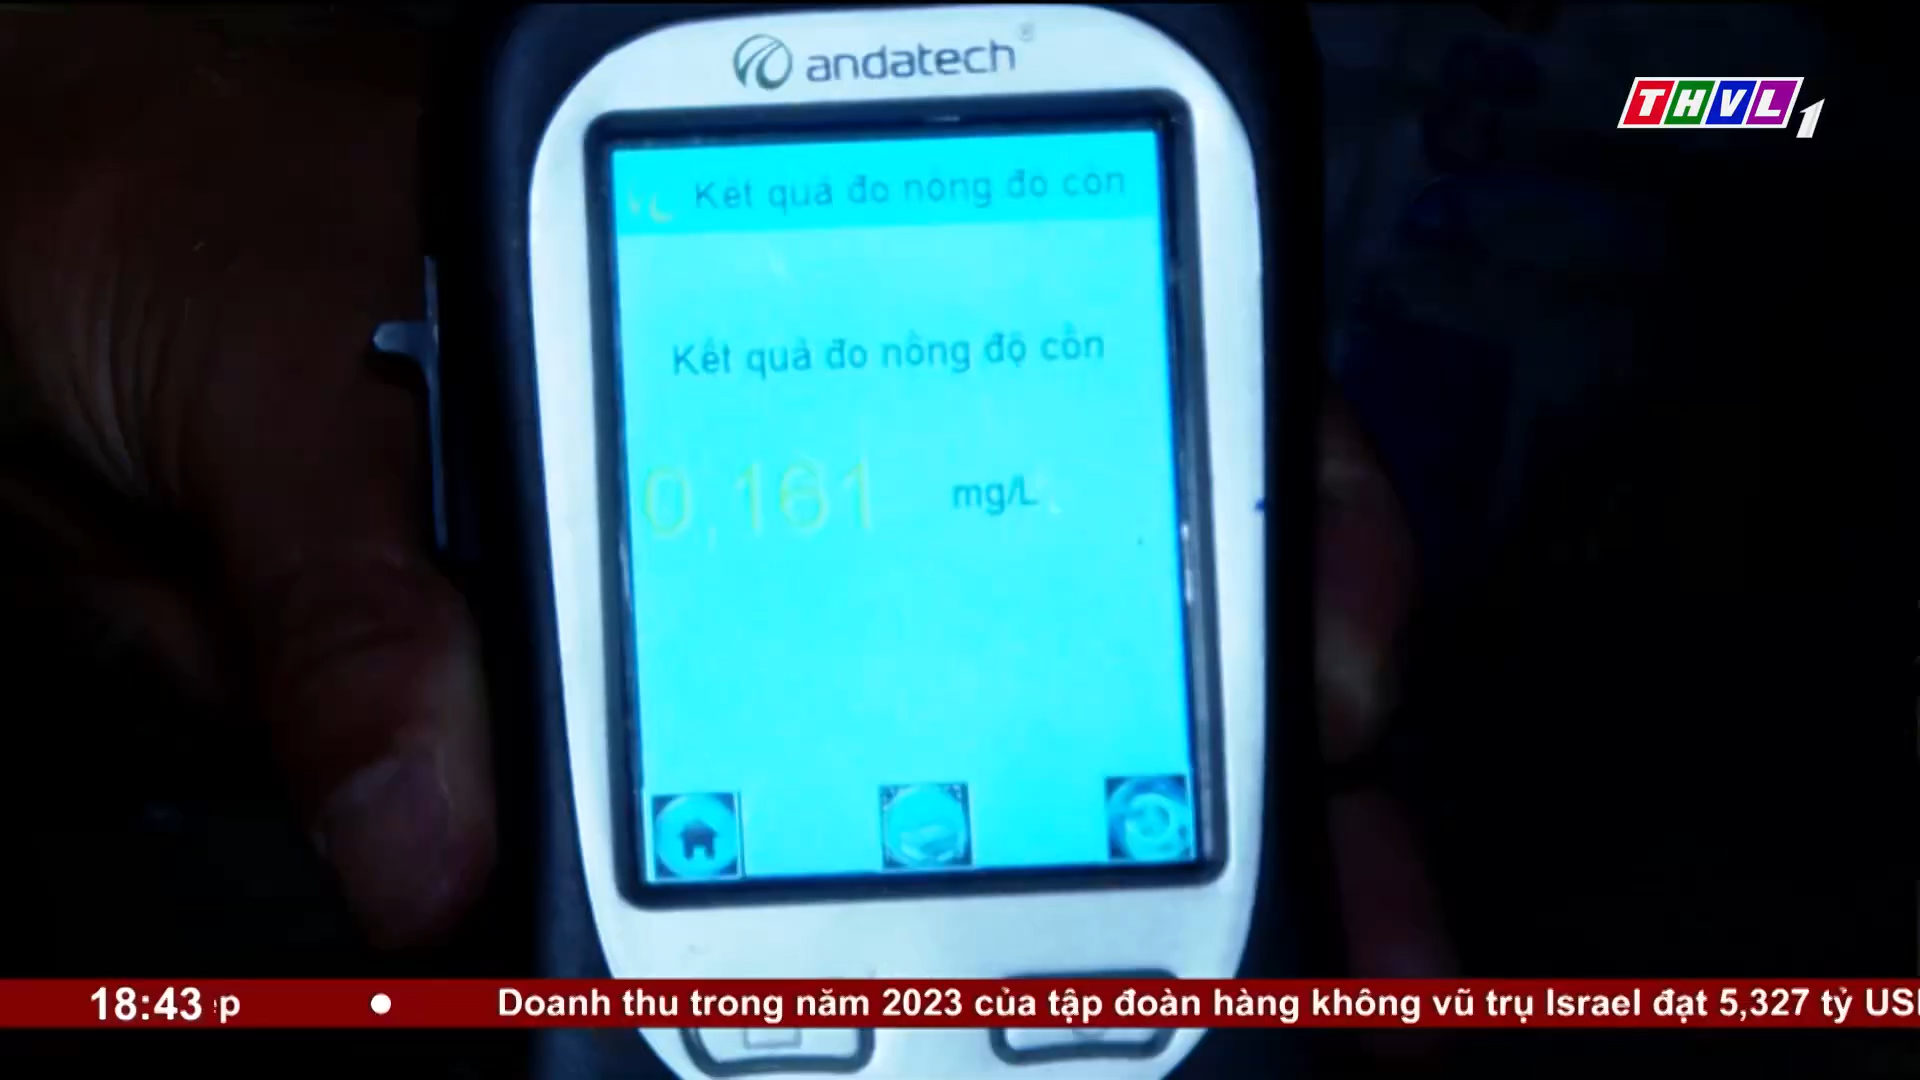 andatech®
THVL1
Kết quả đo nồng độ cồn
Kết quả đo nồng độ cồn
0,161 mg/L
18:43
Doanh thu trong năm 2023 của tập đoàn hàng không vũ trụ Israel đạt 5,327 tỷ